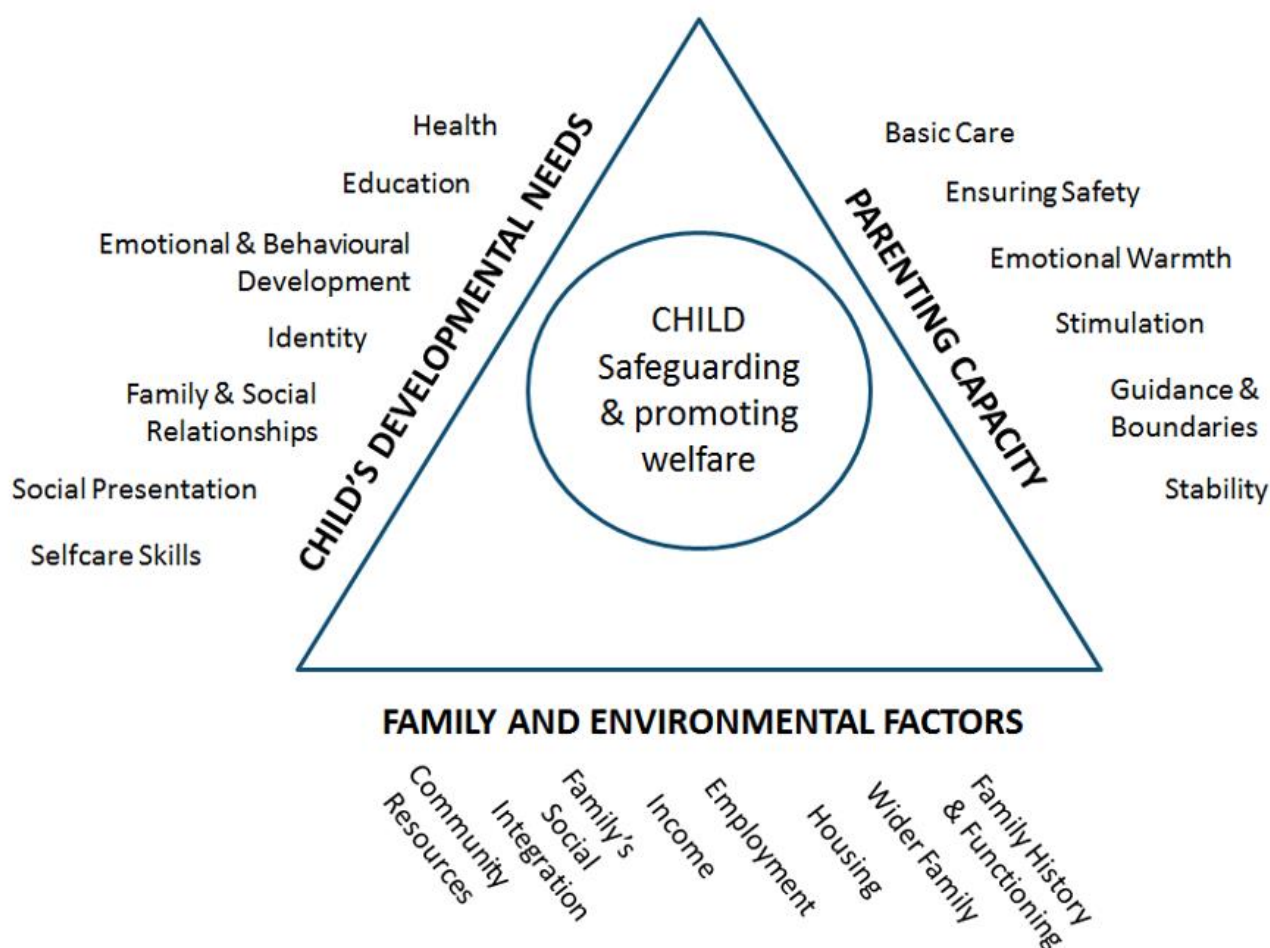 Health
Education
Emotional & Behavioural
Development
Identity
Family & Social
Relationships
Social Presentation
Selfcare Skills
CHILD'S DEVELOPMENTAL NEEDS
CHILD
Safeguarding
& promoting
welfare
PARENTING CAPACITY
Basic Care
Ensuring Safety
Emotional Warmth
Stimulation
Guidance &
Boundaries
Stability
FAMILY AND ENVIRONMENTAL FACTORS
Community
Resources
Family's
Social
Integration
Income
Employment
Housing
Wider Family
Family History
& Functioning